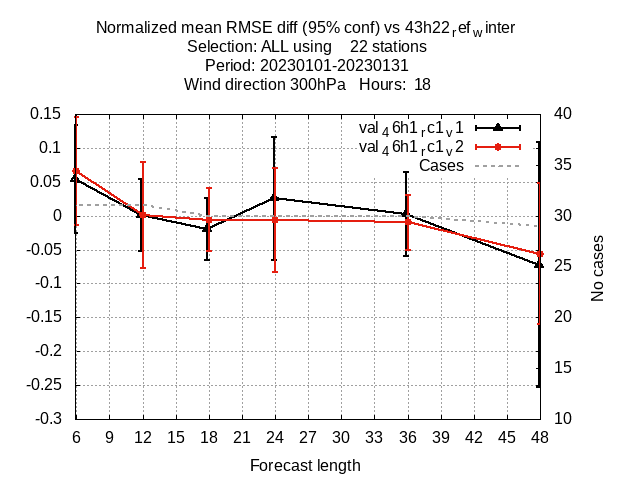 Normalized mean RMSE diff (95% conf) vs 43h22ᵣef_winter
Selection: ALL using    22 stations
Period: 20230101-20230131
Wind direction 300hPa   Hours:  18
val_46h1_rc1_v1
val_46h1_rc1_v2
Cases
0.15
0.1
0.05
0
-0.05
-0.1
-0.15
-0.2
-0.25
-0.3
40
35
30
25
20
15
10
No cases
6 9 12 15 18 21 24 27 30 33 36 39 42 45 48
Forecast length